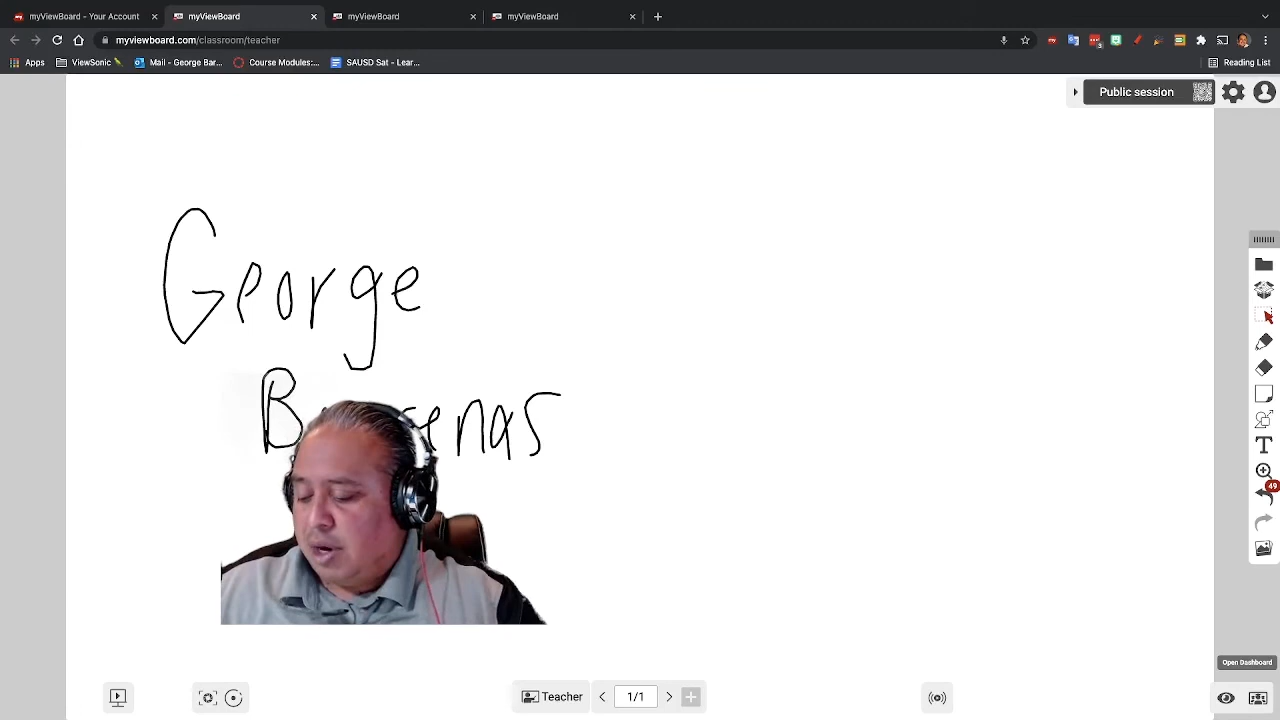 myViewBoard - Your Account
myViewBoard
myViewBoard
myViewBoard
myviewboard.com/classroom/teacher
Apps
ViewSonic
Mail - George Bar...
Course Modules:...
SAUSD Sat - Lear...
Reading List
Public session
George
49
Open Dashboard
Teacher
1/1